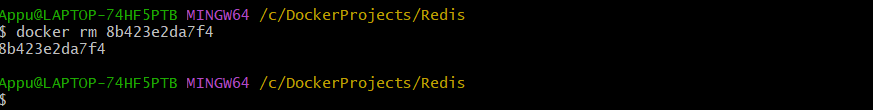 Appu@LAPTOP-74HF5PTB MINGW64 /c/DockerProjects/Redis
$ docker rm 8b423e2da7f4
8b423e2da7f4
Appu@LAPTOP-74HF5PTB MINGW64 /c/DockerProjects/Redis
$